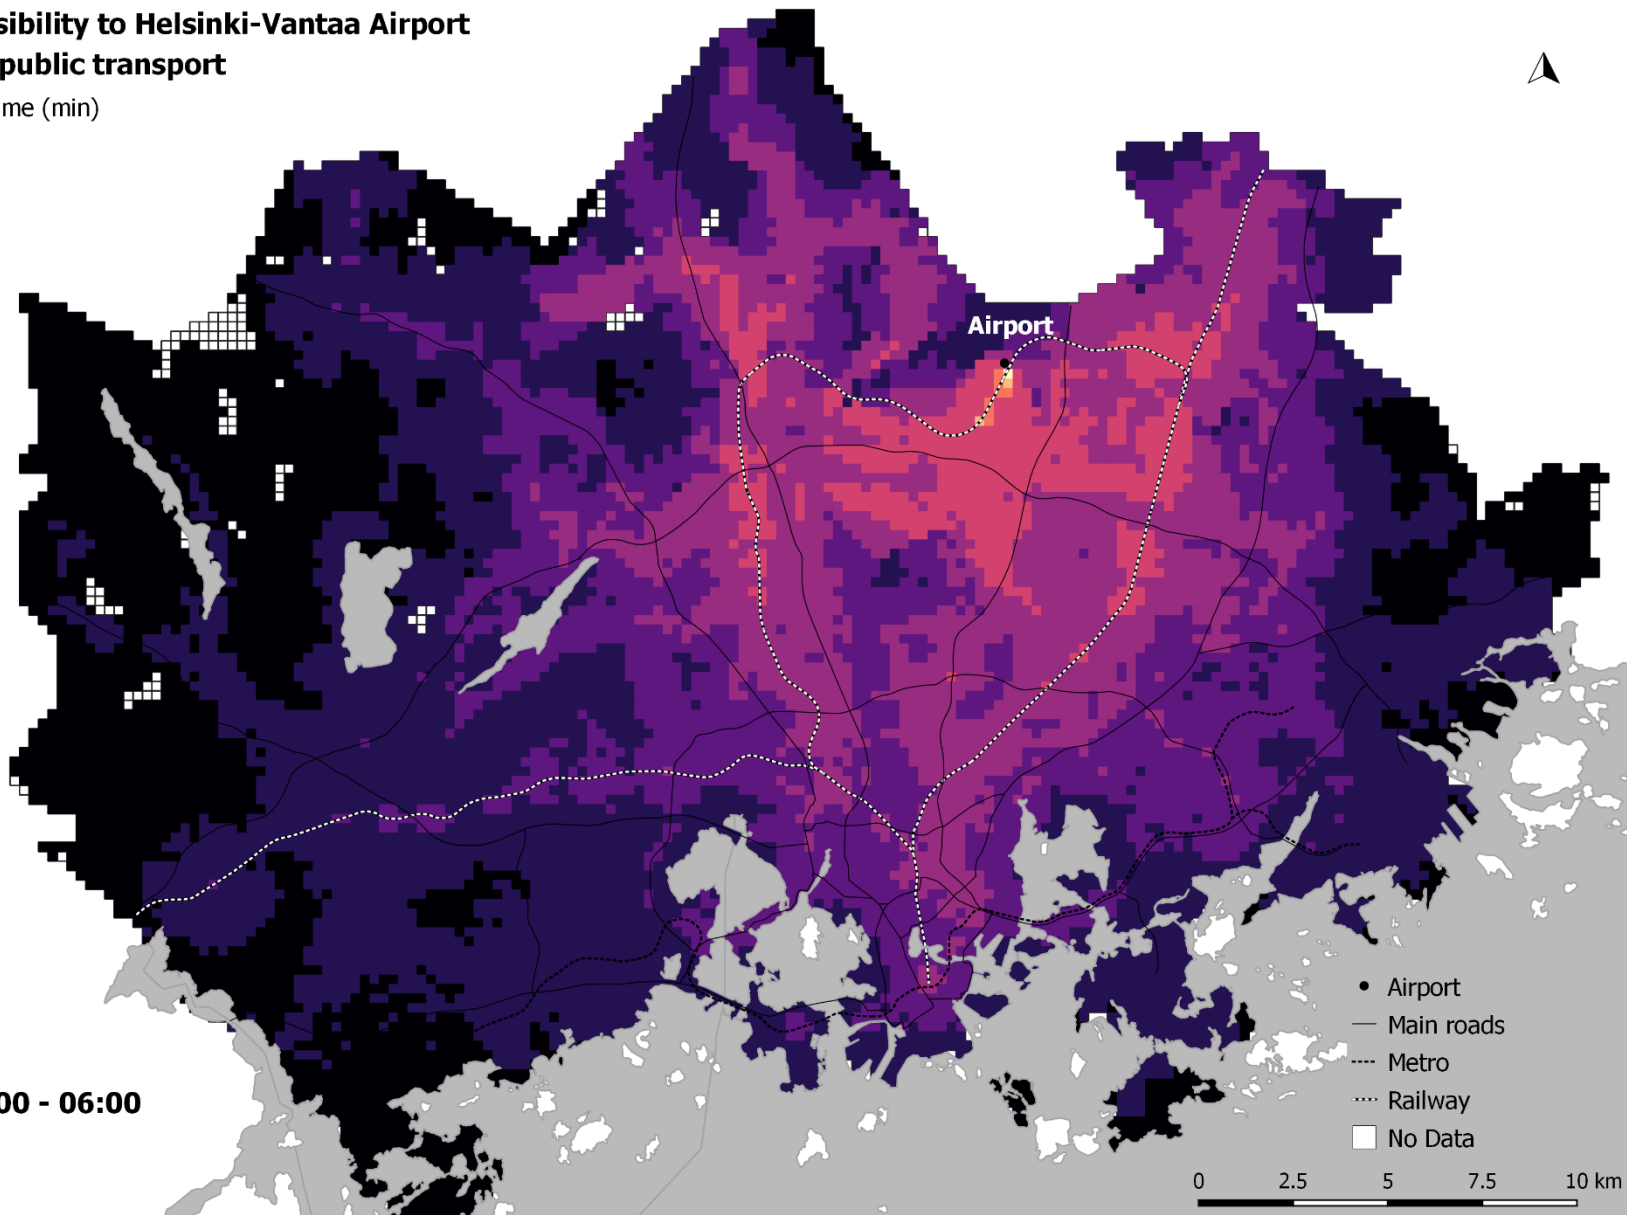 sibility to Helsinki-Vantaa Airport
public transport
me (min)
Airport
00 - 06:00
Airport
Main roads
Metro
Railway
No Data
0 2.5 5 7.5 10 km